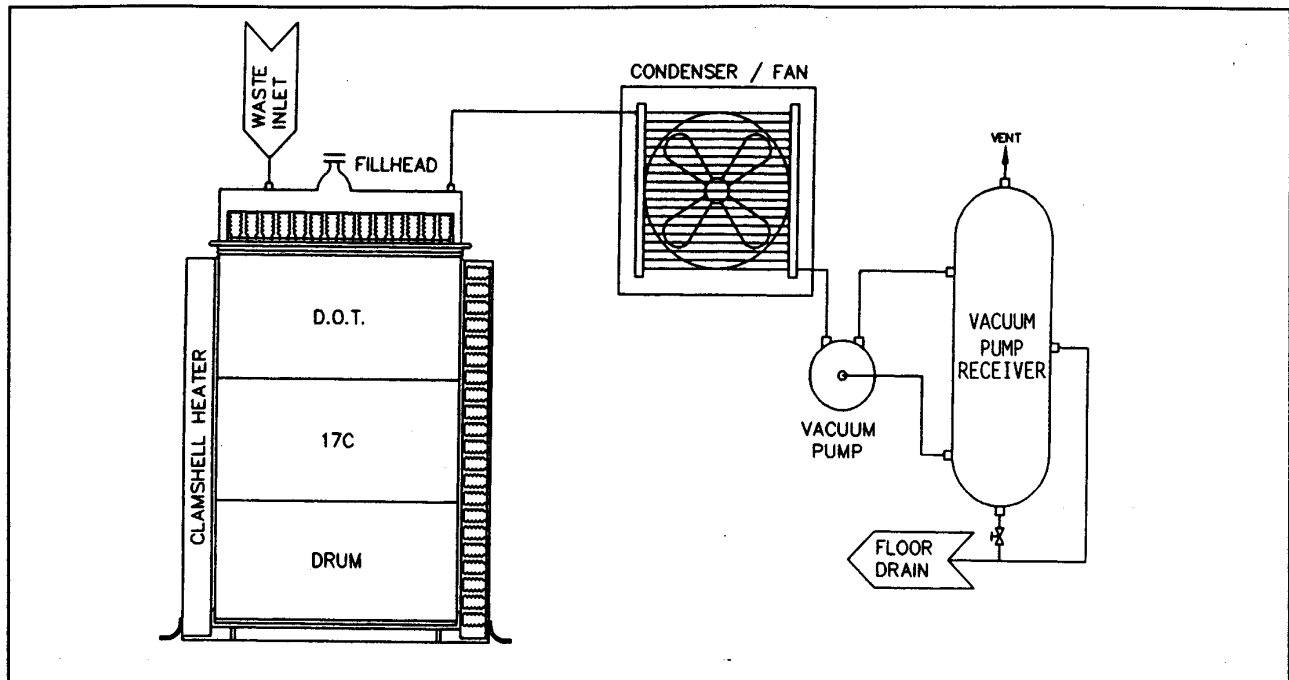 WASTE
INLET
FILLHEAD
CONDENSER / FAN
VENT
D.O.T.
17C
DRUM
CLAMSHELL HEATER
VACUUM
PUMP
VACUUM
PUMP
RECEIVER
FLOOR
DRAIN